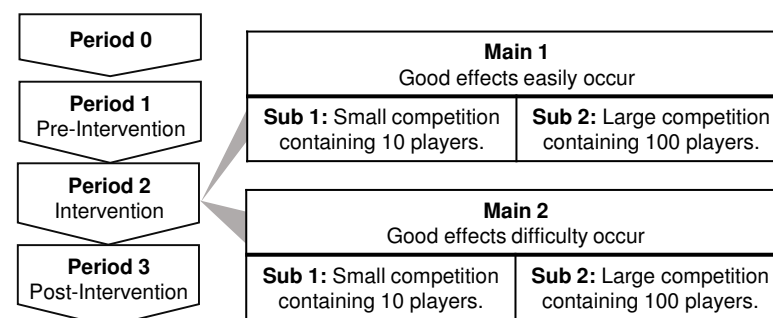 Period 0
Period 1
Pre-Intervention
Period 2
Intervention
Period 3
Post-Intervention
Main 1
Good effects easily occur
Sub 1: Small competition
containing 10 players.
Sub 2: Large competition
containing 100 players.
Main 2
Good effects difficulty occur
Sub 1: Small competition
containing 10 players.
Sub 2: Large competition
containing 100 players.